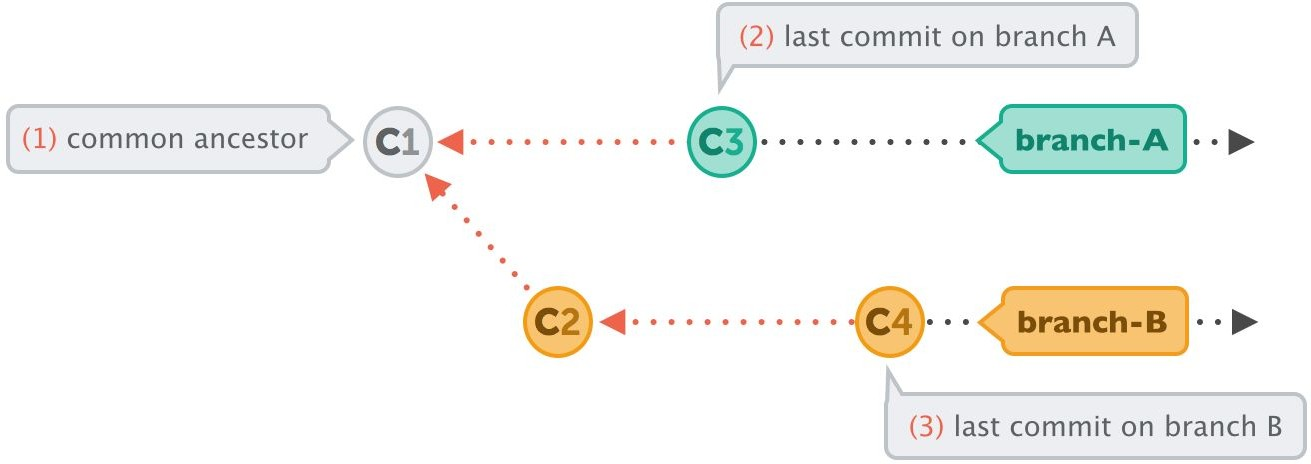 (2) last commit on branch A
(1) common ancestor
C1
C3
branch-A
C2
C4
branch-B
(3) last commit on branch B